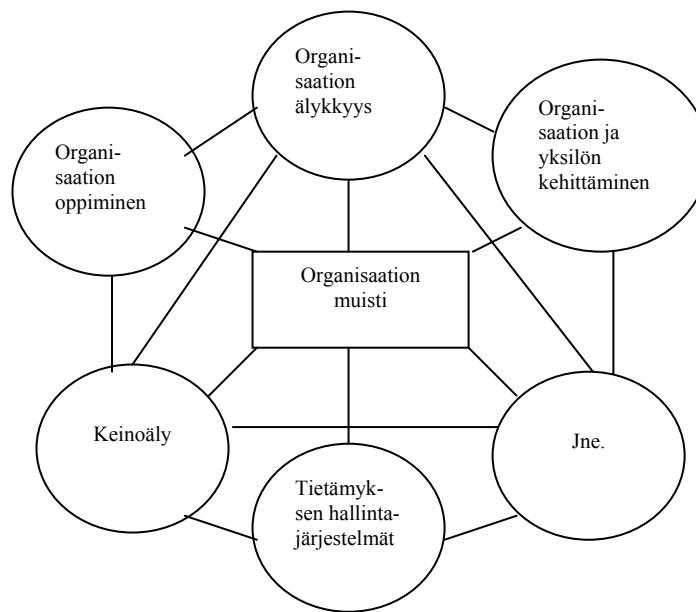 Organi-
saation
älykkyys
Organi-
saation ja
yksilön
kehittäminen
Organi-
saation
oppiminen
Organisaation
muisti
Keinoäly
Jne.
Tietämyk-
sen hallinta-
järjestelmät